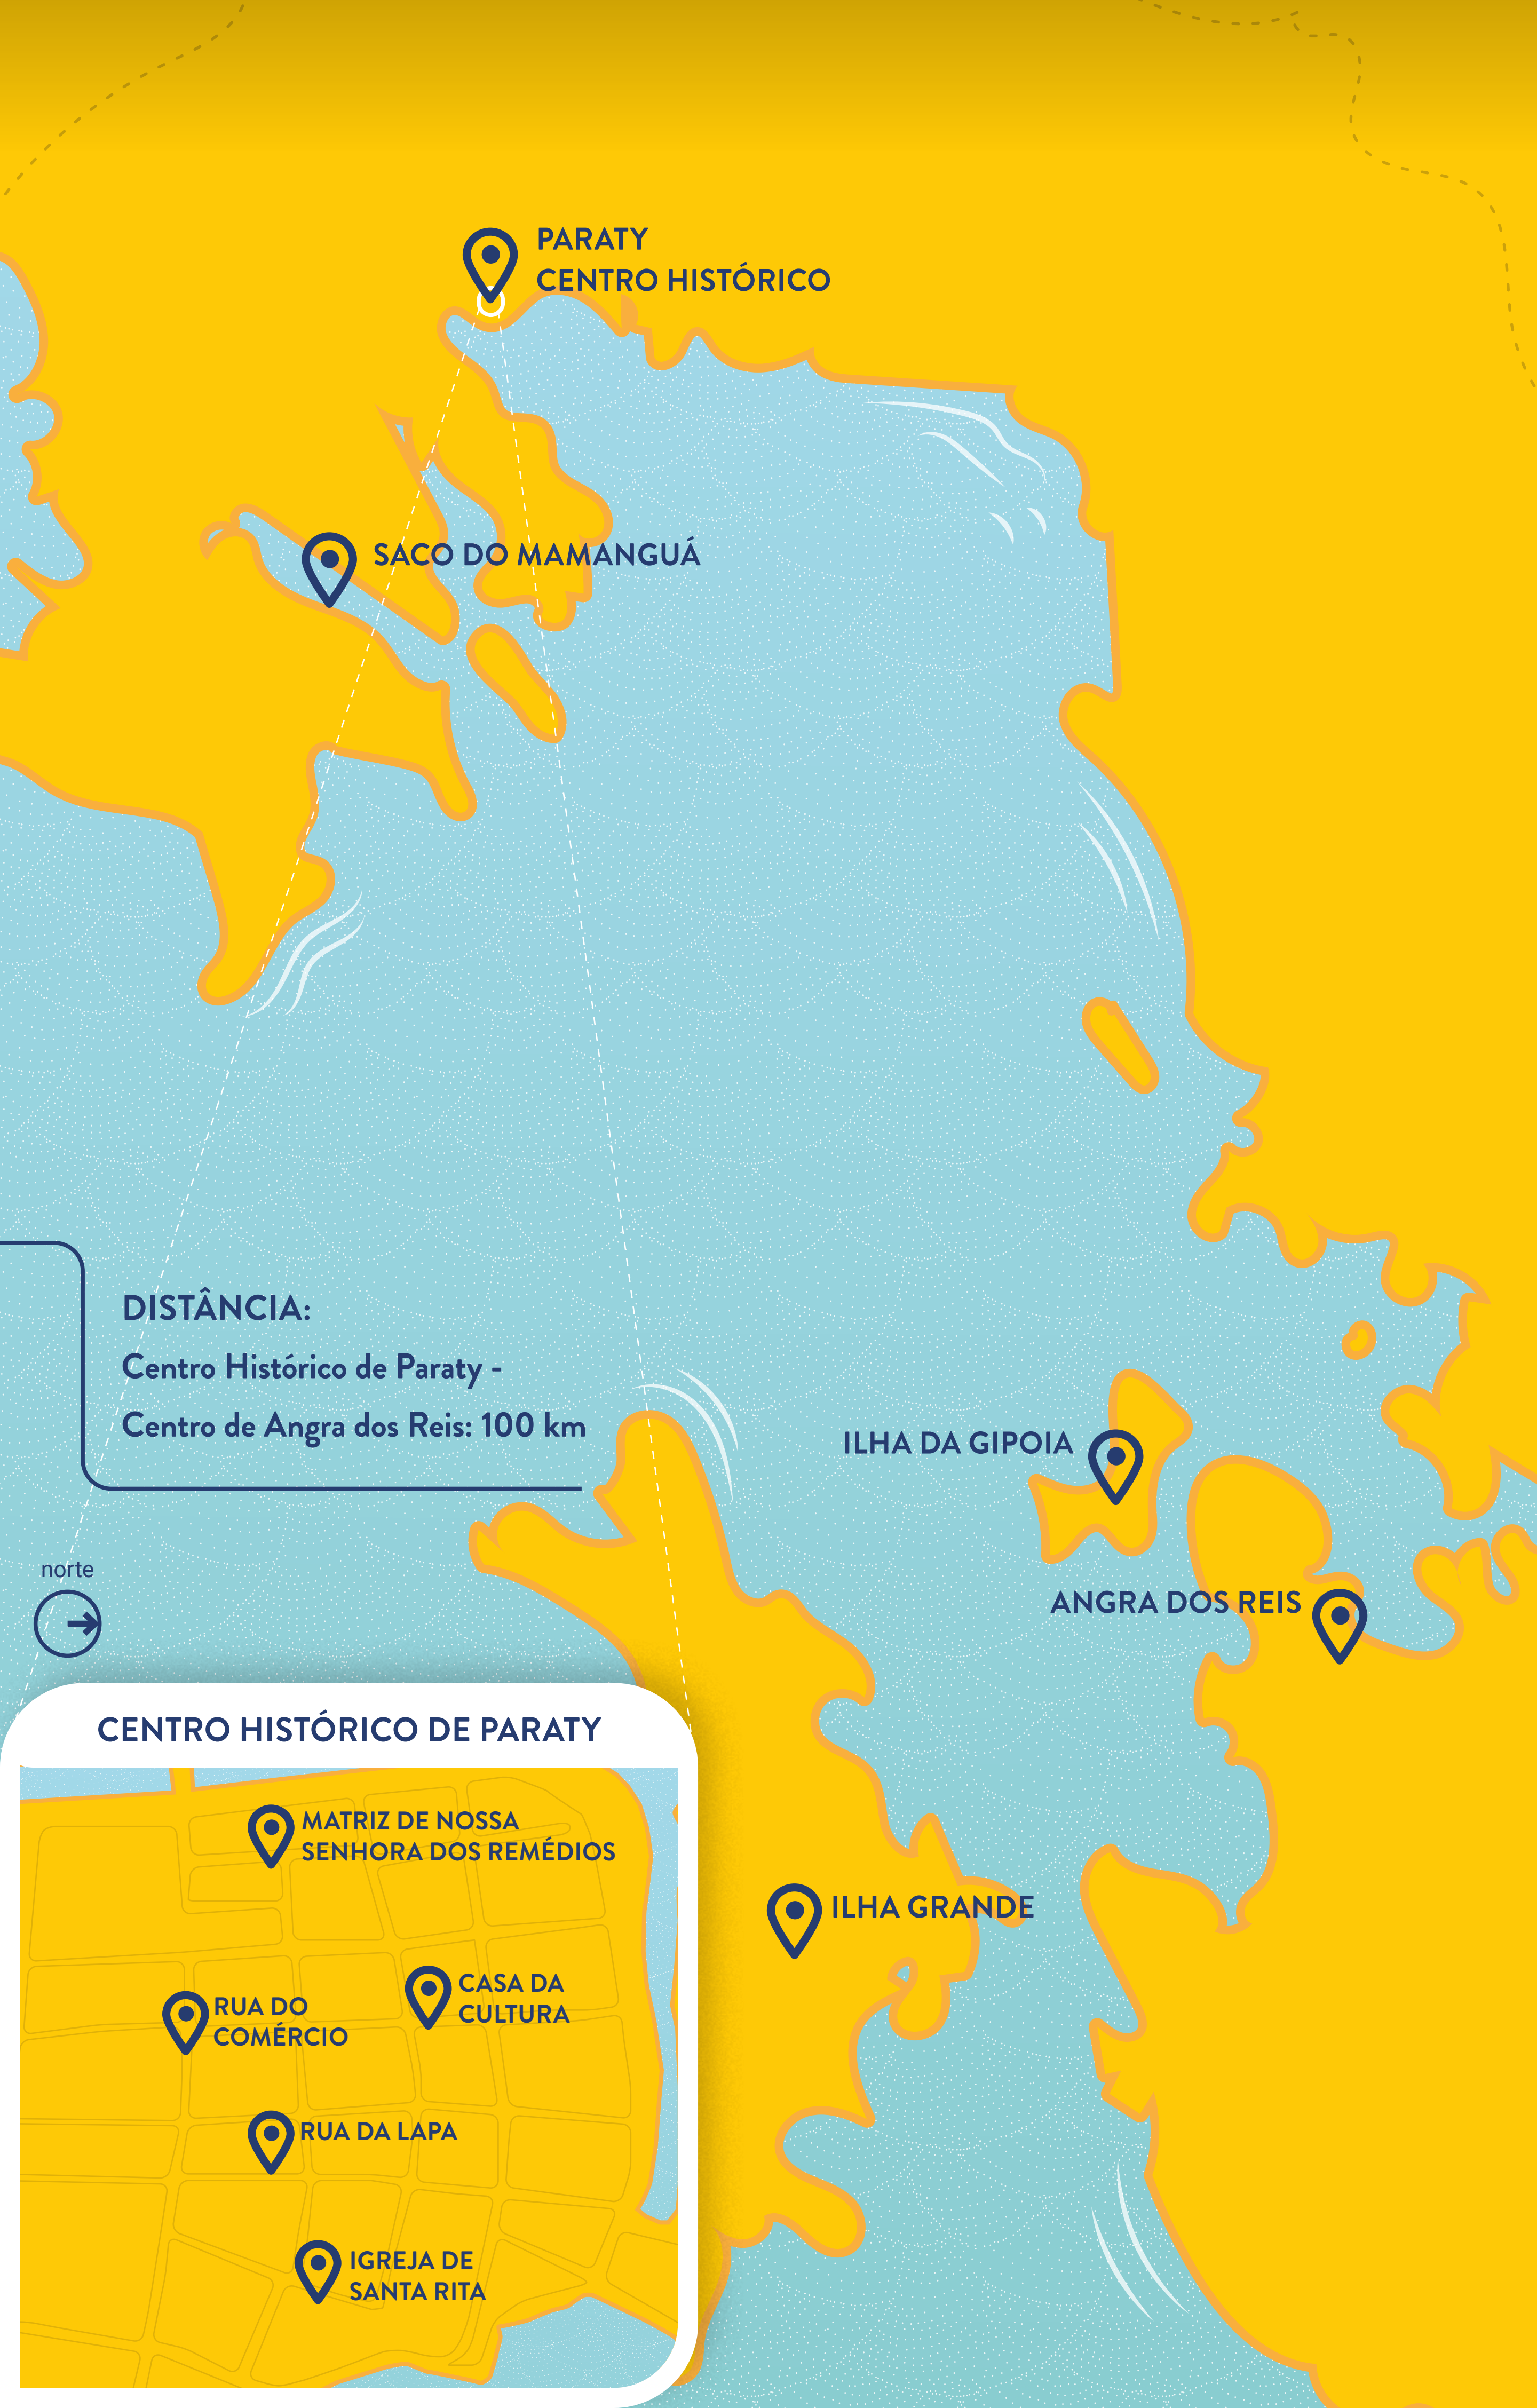 PARATY
CENTRO HISTÓRICO
SACO DO MAMANGUÁ
DISTÂNCIA:
Centro Histórico de Paraty -
Centro de Angra dos Reis: 100 km
ILHA DA GIPOIA
norte
ANGRA DOS REIS
CENTRO HISTÓRICO DE PARATY
MATRIZ DE NOSSA
SENHORA DOS REMÉDIOS
ILHA GRANDE
CASA DA
CULTURA
RUA DO
COMÉRCIO
RUA DA LAPA
IGREJA DE
SANTA RITA